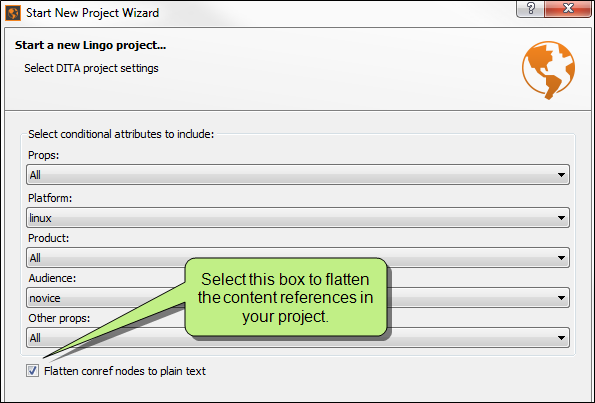 Start New Project Wizard
?
Start a new Lingo project...
Select DITA project settings
Select conditional attributes to include:
Props:
All
Platform:
linux
Product:
All
Audience:
novice
Other props:
All
Select this box to flatten
the content references in
your project.
Flatten conref nodes to plain text